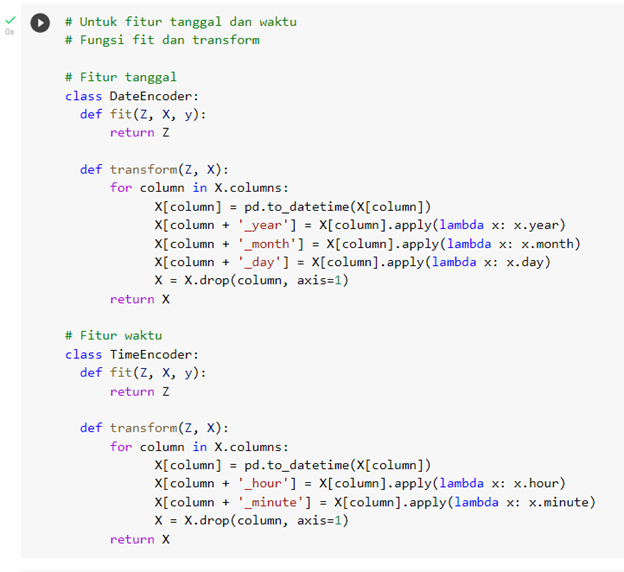 # Untuk fitur tanggal dan waktu
0s
# Fungsi fit dan transform

# Fitur tanggal
class DateEncoder:
  def fit(Z, X, y):
      return Z

  def transform(Z, X):
      for column in X.columns:
            X[column] = pd.to_datetime(X[column])
            X[column + '_year'] = X[column].apply(lambda x: x.year)
            X[column + '_month'] = X[column].apply(lambda x: x.month)
            X[column + '_day'] = X[column].apply(lambda x: x.day)
            X = X.drop(column, axis=1)
      return X

# Fitur waktu
class TimeEncoder:
  def fit(Z, X, y):
      return Z

  def transform(Z, X):
      for column in X.columns:
            X[column] = pd.to_datetime(X[column])
            X[column + '_hour'] = X[column].apply(lambda x: x.hour)
            X[column + '_minute'] = X[column].apply(lambda x: x.minute)
            X = X.drop(column, axis=1)
      return X